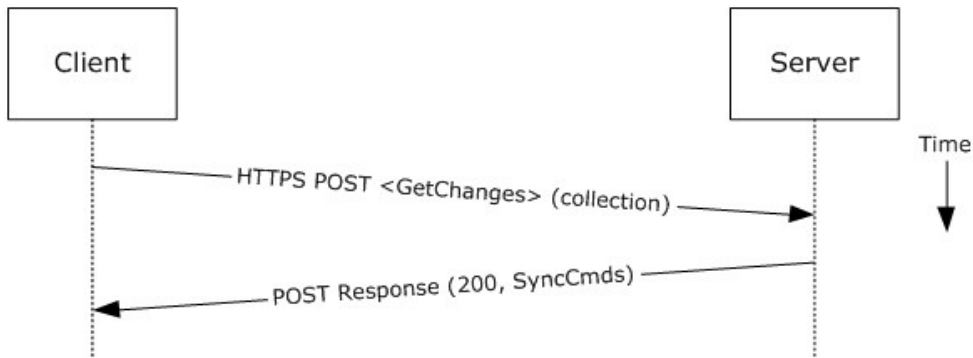 Client
Server
Time
HTTPS POST <GetChanges> (collection)
POST Response (200, SyncCmds)